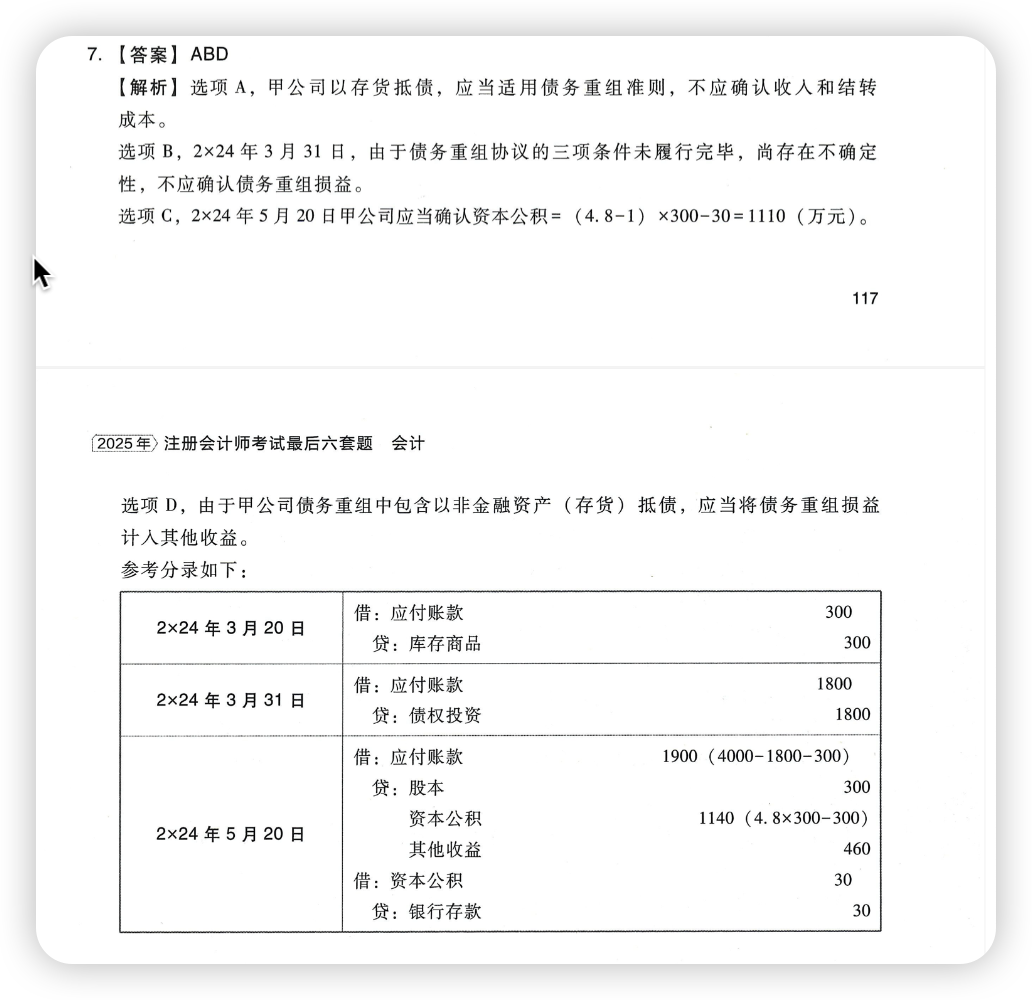 7. 【答案】ABD
【解析】选项 A，甲公司以存货抵债，应当适用债务重组准则，不应确认收入和结转
成本。
选项 B，2×24 年 3 月 31 日，由于债务重组协议的三项条件未履行完毕，尚存在不确定
性，不应确认债务重组损益。
选项 C，2×24 年 5 月 20 日甲公司应当确认资本公积=（4. 8-1）×300-30=1110（万元）。
117
2025 年 注册会计师考试最后六套题 会计
选项 D，由于甲公司债务重组中包含以非金融资产（存货）抵债，应当将债务重组损益
计入其他收益。
参考分录如下：
2×24 年 3 月 20 日
借：应付账款 300
贷：库存商品 300
2×24 年 3 月 31 日
借：应付账款 1800
贷：债权投资 1800
2×24 年 5 月 20 日
借：应付账款 1900（4000-1800-300）
贷：股本 300
资本公积 1140（4. 8×300-300）
其他收益 460
借：资本公积 30
贷：银行存款 30